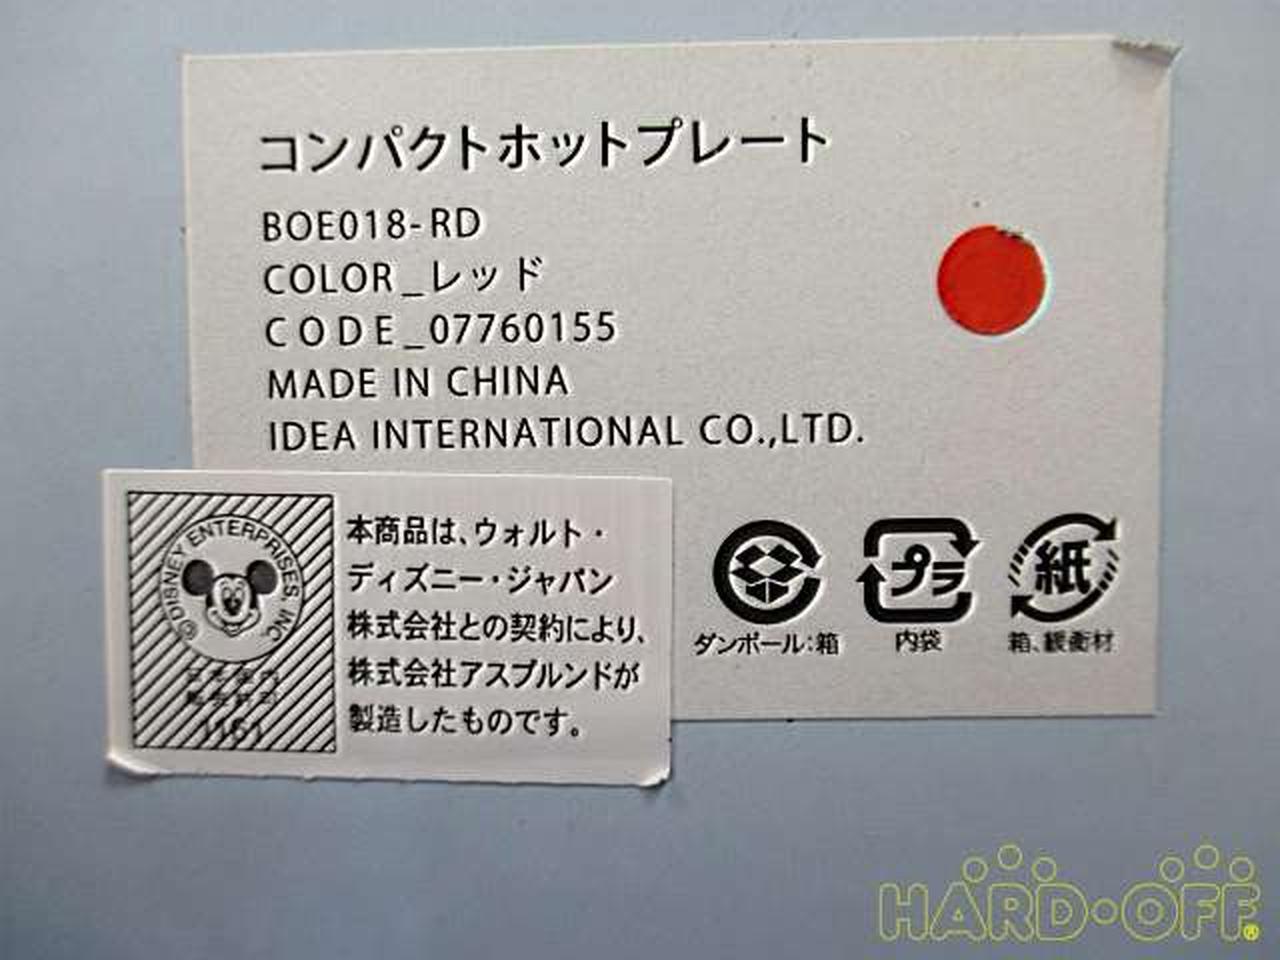 コンパクトホットプレート
BOE018-RD
COLOR_レッド
CODE_07760155
MADE IN CHINA
IDEA INTERNATIONAL CO.,LTD.
© DISNEY ENTERPRISES, INC.
本商品は、ウォルト・
ディズニー・ジャパン
株式会社との契約により、
株式会社アスプルンドが
製造したものです。
プラ
紙
ダンボール:箱
内袋
箱、緩衝材
HARD·OFF®